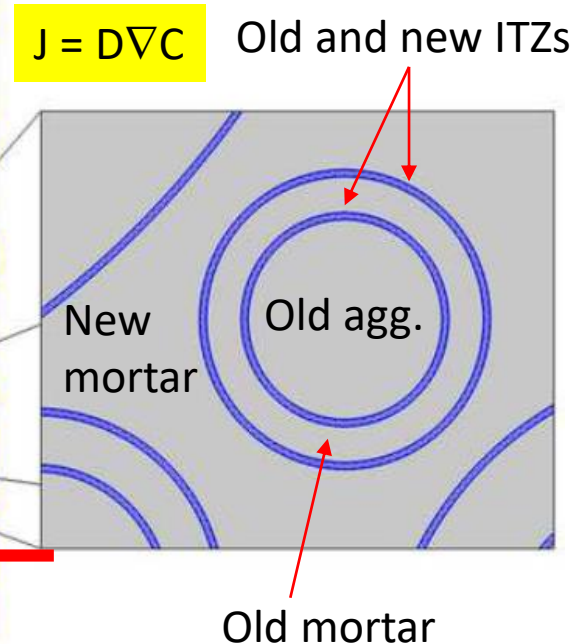 J = D∇C
Old and new ITZs
New
mortar
Old agg.
Old mortar